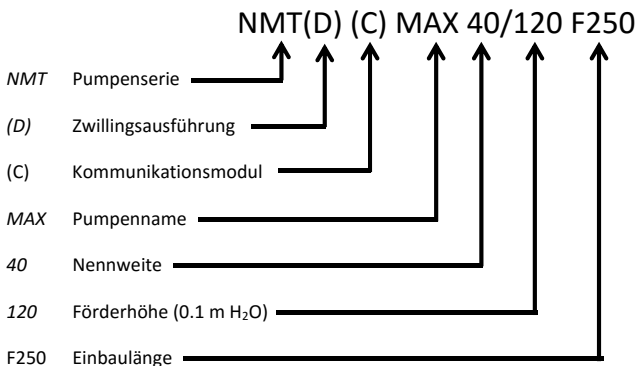 NMT(D) (C) MAX 40/120 F250
NMT Pumpenserie
(D) Zwillingsausführung
(C) Kommunikationsmodul
MAX Pumpenname
40 Nennweite
120 Förderhöhe (0.1 m H₂O)
F250 Einbaulänge